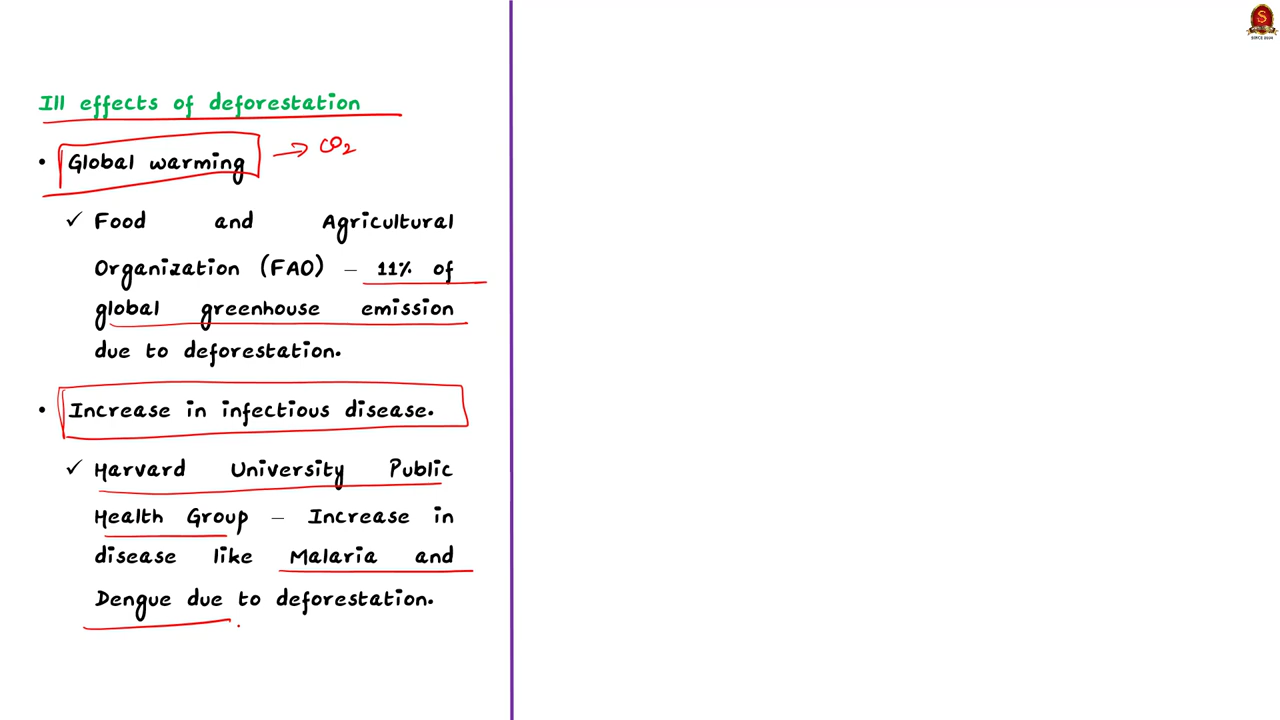 Ill effects of deforestation
• Global warming → CO2
✓ Food and Agricultural
Organization (FAO) – 11% of
global greenhouse emission
due to deforestation.
• Increase in infectious disease.
✓ Harvard University Public
Health Group – Increase in
disease like Malaria and
Dengue due to deforestation.
S
SINCE 2004